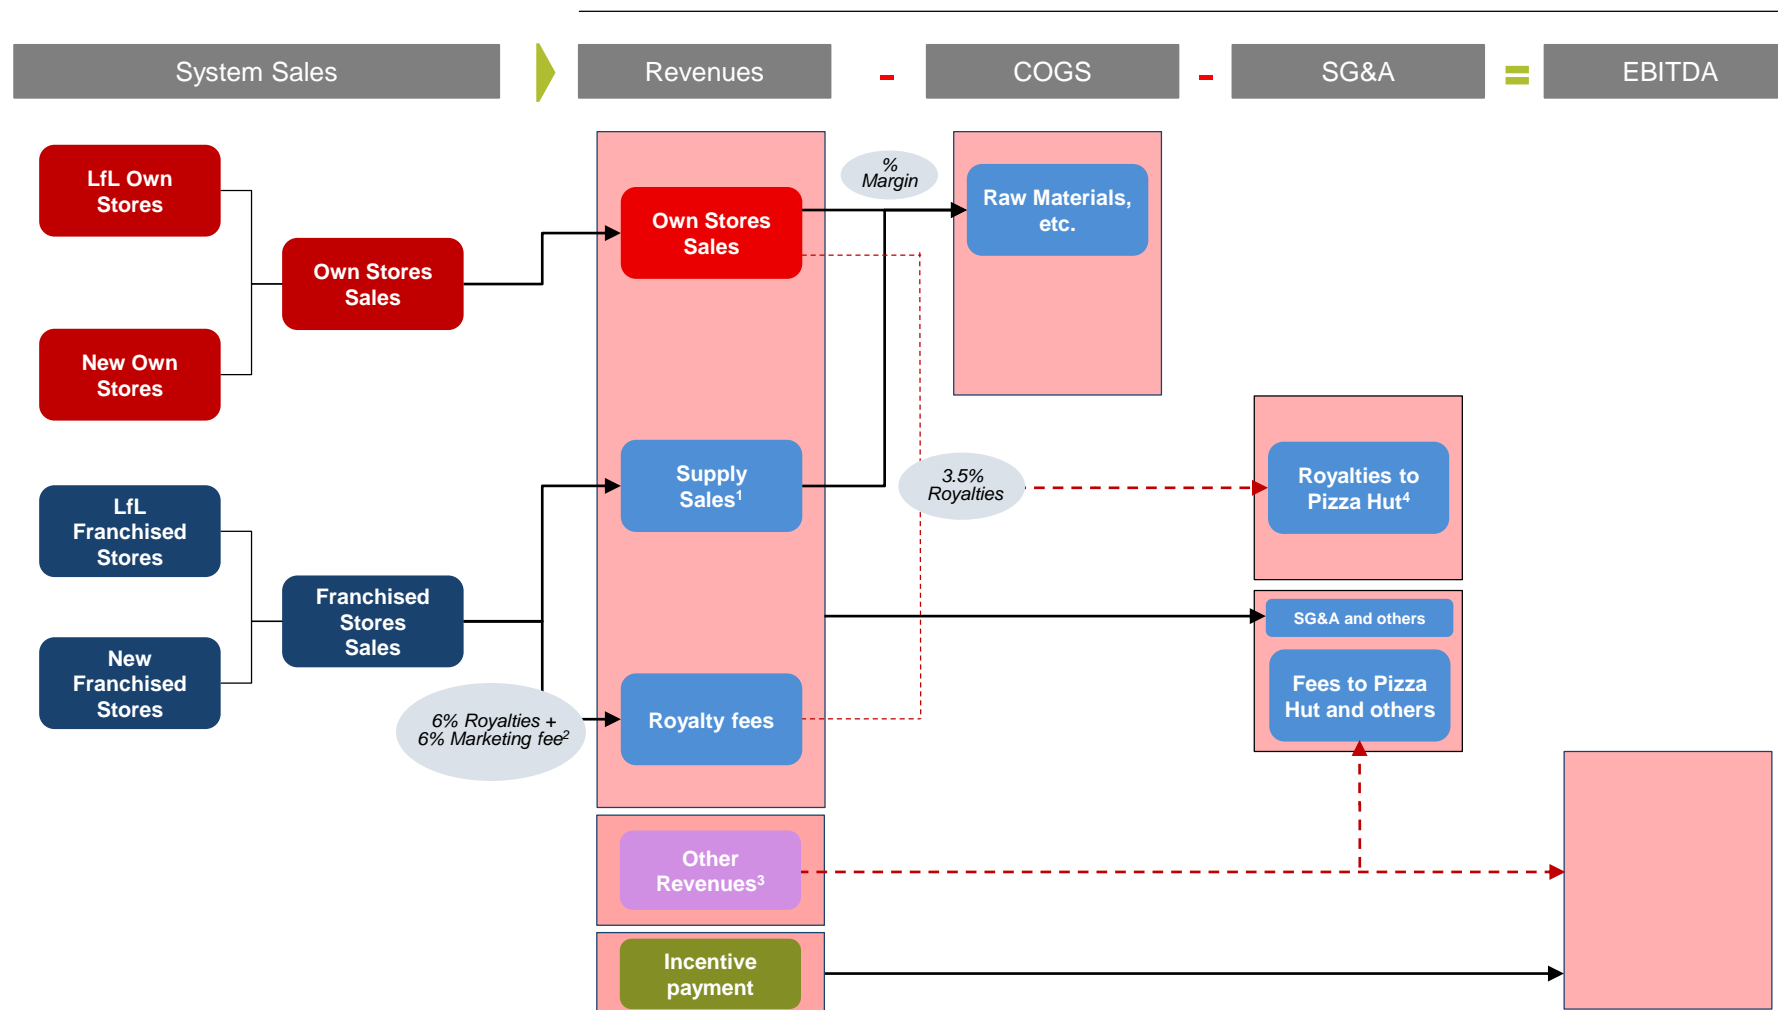 System Sales
Revenues
-
COGS
-
SG&A
=
EBITDA
LfL Own
Stores
New Own
Stores
Own Stores
Sales
LfL
Franchised
Stores
New
Franchised
Stores
Franchised
Stores
Sales
6% Royalties +
6% Marketing fee²
Own Stores
Sales
Supply
Sales¹
Royalty fees
Other
Revenues³
Incentive
payment
%
Margin
3.5%
Royalties
Raw Materials,
etc.
Royalties to
Pizza Hut⁴
SG&A and others
Fees to Pizza
Hut and others